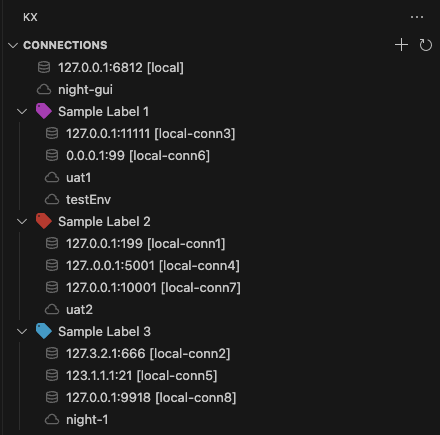 KX
CONNECTIONS
127.0.0.1:6812 [local]
night-gui
Sample Label 1
127.0.0.1:11111 [local-conn3]
0.0.0.1:99 [local-conn6]
uat1
testEnv
Sample Label 2
127.0.0.1:199 [local-conn1]
127..0.0.1:5001 [local-conn4]
127.0.0.1:10001 [local-conn7]
uat2
Sample Label 3
127.3.2.1:666 [local-conn2]
123.1.1.1:21 [local-conn5]
127.0.0.1:9918 [local-conn8]
night-1